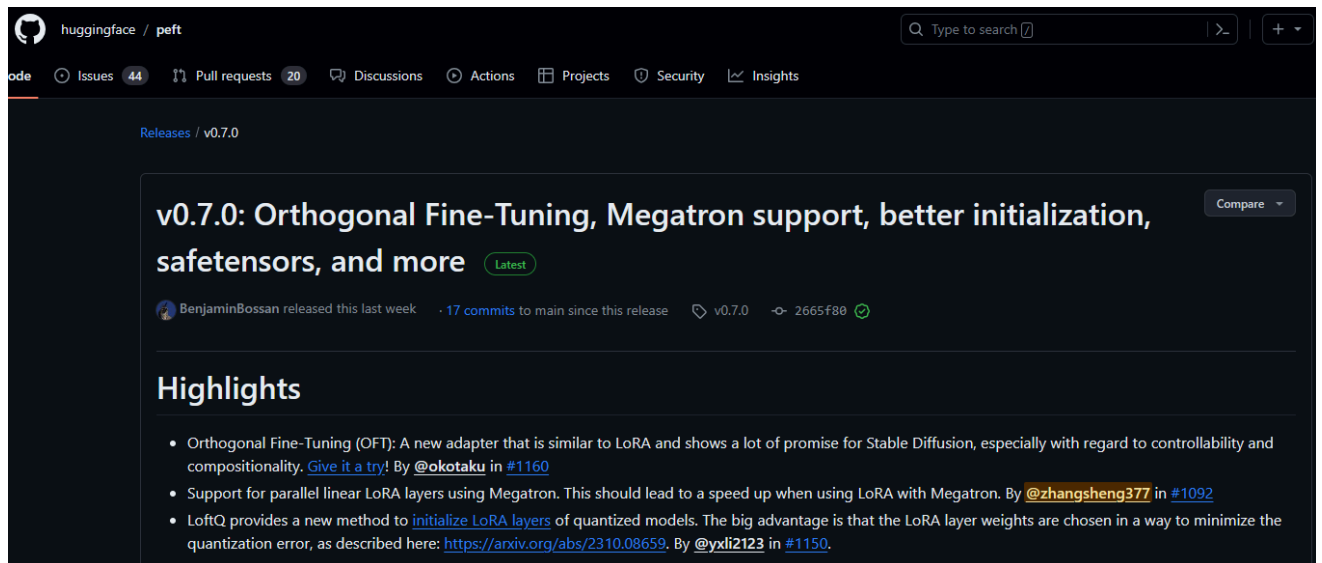 huggingface / peft
Type to search /
>_
+
ode
Issues 44
Pull requests 20
Discussions
Actions
Projects
Security
Insights
Releases / v0.7.0
v0.7.0: Orthogonal Fine-Tuning, Megatron support, better initialization,
safetensors, and more Latest
Compare
BenjaminBossan released this last week · 17 commits to main since this release v0.7.0 2665f80
Highlights
• Orthogonal Fine-Tuning (OFT): A new adapter that is similar to LoRA and shows a lot of promise for Stable Diffusion, especially with regard to controllability and
compositionality. Give it a try! By @okotaku in #1160
• Support for parallel linear LoRA layers using Megatron. This should lead to a speed up when using LoRA with Megatron. By @zhangsheng377 in #1092
• LoftQ provides a new method to initialize LoRA layers of quantized models. The big advantage is that the LoRA layer weights are chosen in a way to minimize the
quantization error, as described here: https://arxiv.org/abs/2310.08659. By @yxli2123 in #1150.